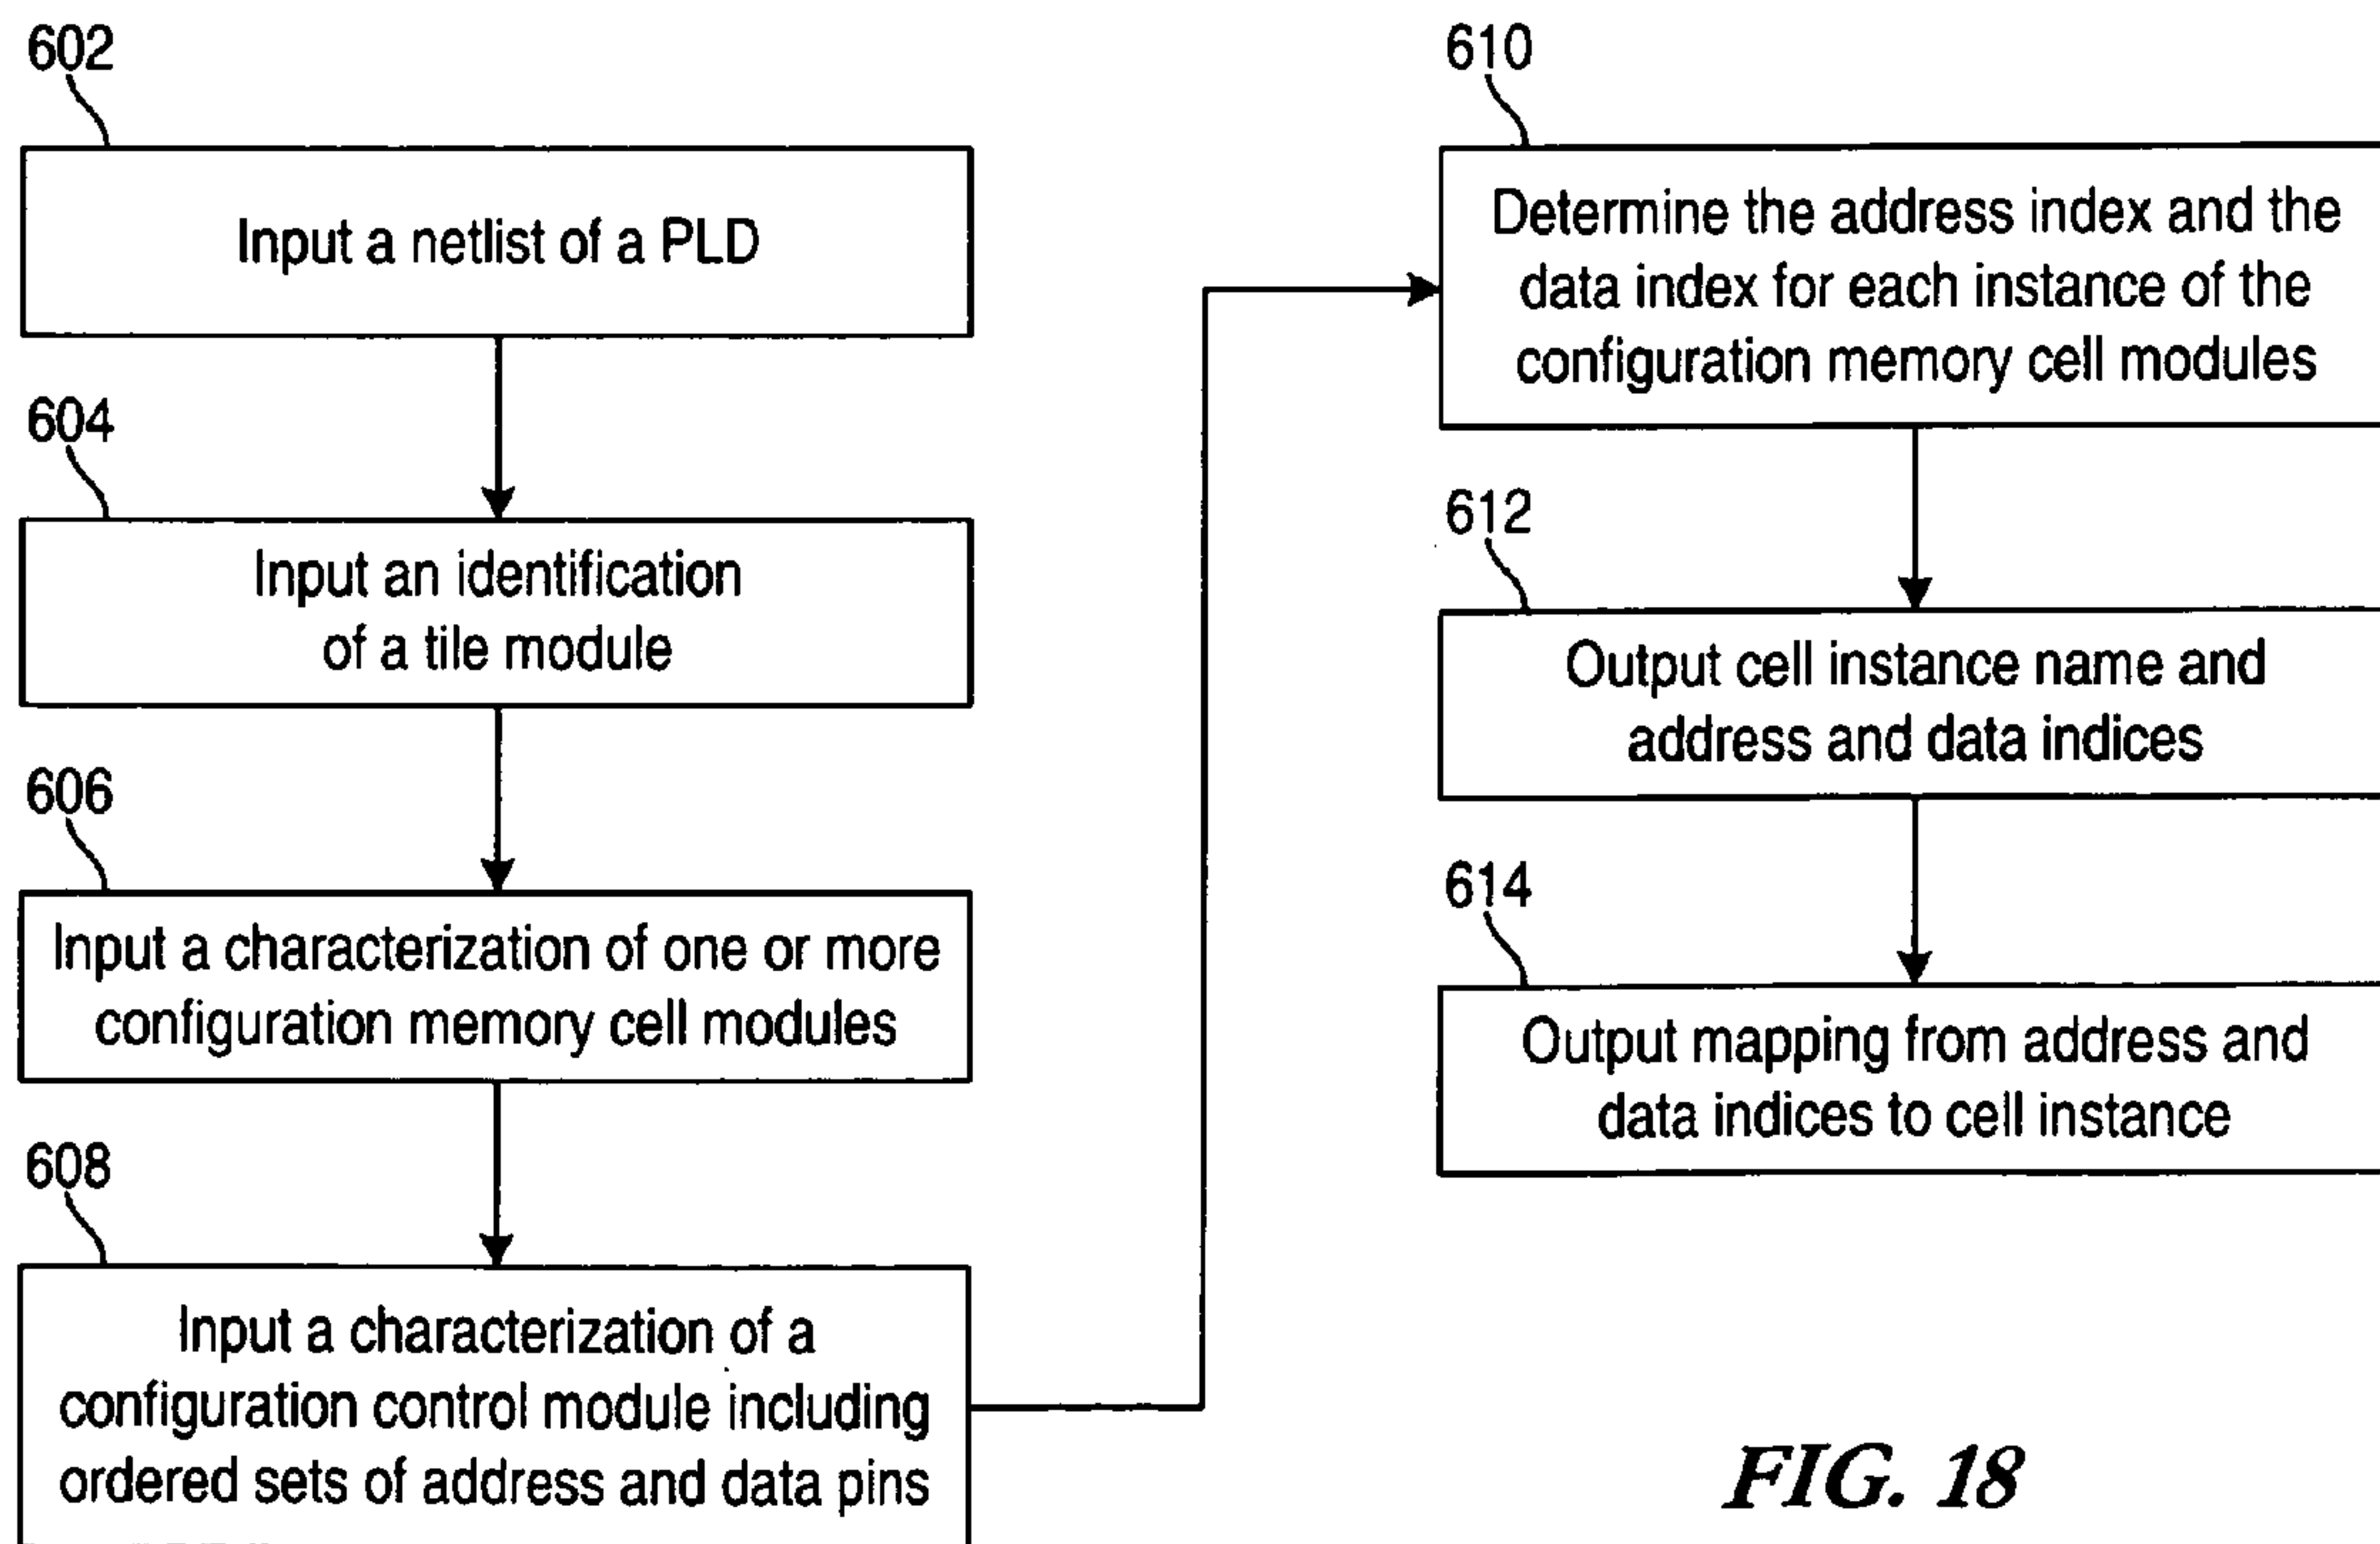 602
Input a netlist of a PLD
604
Input an identification
of a tile module
606
Input a characterization of one or more
configuration memory cell modules
608
Input a characterization of a
configuration control module including
ordered sets of address and data pins
610
Determine the address index and the
data index for each instance of the
configuration memory cell modules
612
Output cell instance name and
address and data indices
614
Output mapping from address and
data indices to cell instance
FIG. 18